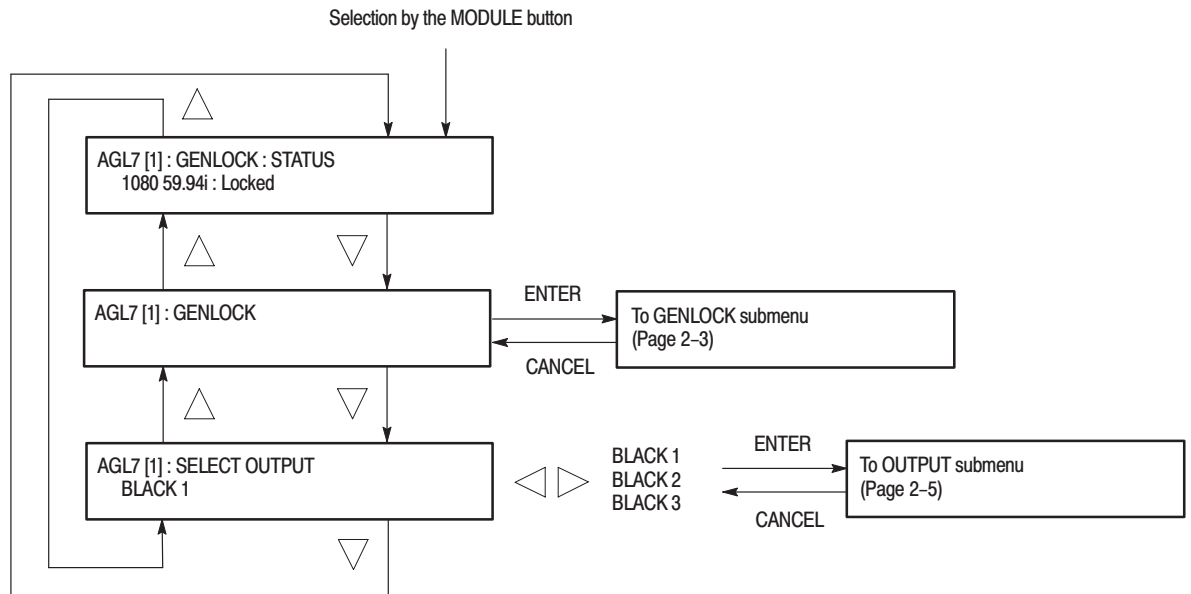 Selection by the MODULE button
AGL7 [1] : GENLOCK : STATUS
1080 59.94i : Locked
AGL7 [1] : GENLOCK
ENTER
CANCEL
To GENLOCK submenu
(Page 2–3)
AGL7 [1] : SELECT OUTPUT
BLACK 1
BLACK 1
BLACK 2
BLACK 3
ENTER
CANCEL
To OUTPUT submenu
(Page 2–5)